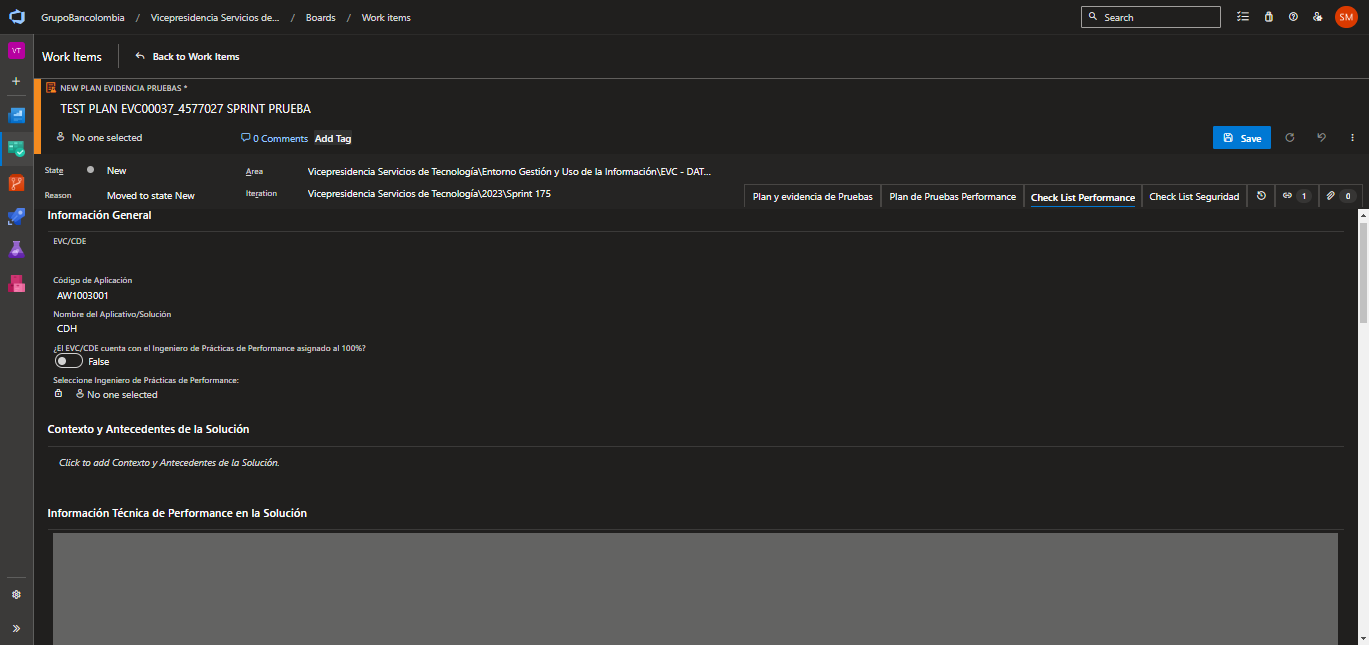 GrupoBancolombia / Vicepresidencia Servicios de... / Boards / Work items
Search
SM
VT
Work Items
Back to Work Items
NEW PLAN EVIDENCIA PRUEBAS *
TEST PLAN EVC00037_4577027 SPRINT PRUEBA
No one selected
0 Comments
Add Tag
Save
State
New
Area
Vicepresidencia Servicios de Tecnología\Entorno Gestión y Uso de la Información\EVC - DAT...
Reason
Moved to state New
Iteration
Vicepresidencia Servicios de Tecnología\2023\Sprint 175
Plan y evidencia de Pruebas
Plan de Pruebas Performance
Check List Performance
Check List Seguridad
1
0
Información General
EVC/CDE
Código de Aplicación
AW1003001
Nombre del Aplicativo/Solución
CDH
¿El EVC/CDE cuenta con el Ingeniero de Prácticas de Performance asignado al 100%?
False
Seleccione Ingeniero de Prácticas de Performance:
No one selected
Contexto y Antecedentes de la Solución
Click to add Contexto y Antecedentes de la Solución.
Información Técnica de Performance en la Solución